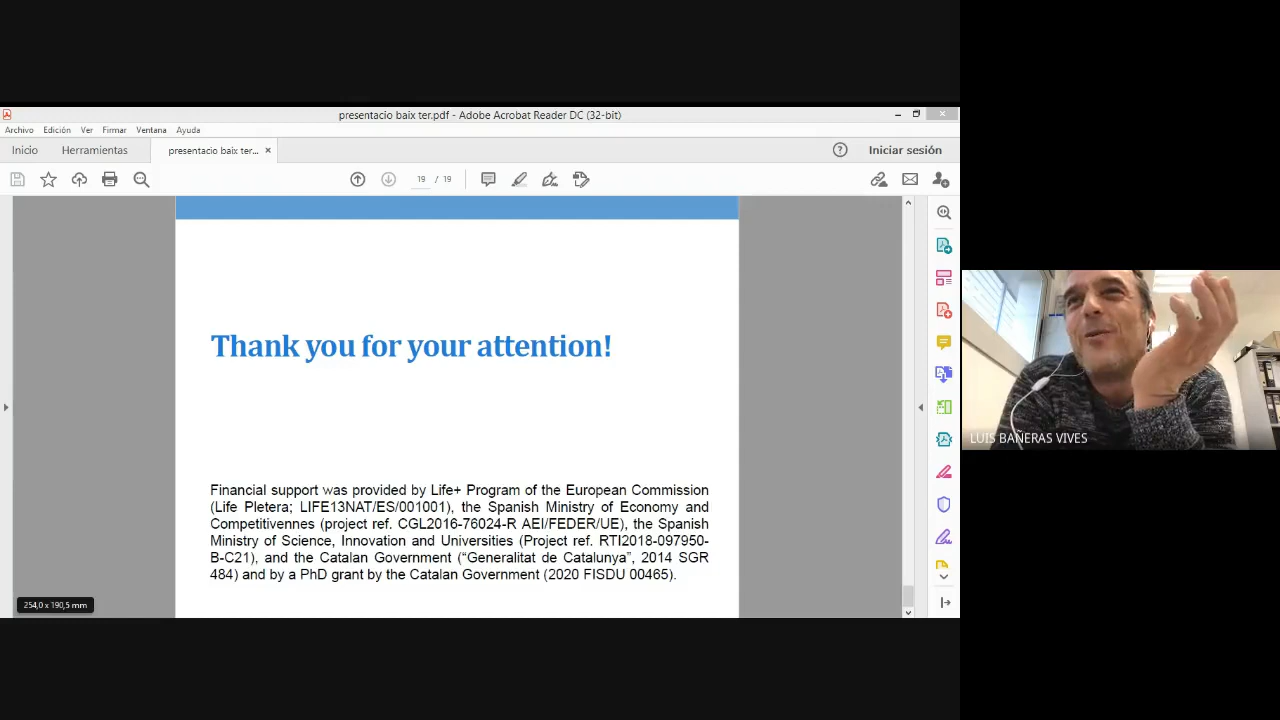 presentacio baix ter.pdf - Adobe Acrobat Reader DC (32-bit)
Archivo Edición Ver Firmar Ventana Ayuda
Inicio Herramientas presentacio baix ter... × Iniciar sesión
19 / 19
Thank you for your attention!
Financial support was provided by Life+ Program of the European Commission
(Life Pletera; LIFE13NAT/ES/001001), the Spanish Ministry of Economy and
Competitivennes (project ref. CGL2016-76024-R AEI/FEDER/UE), the Spanish
Ministry of Science, Innovation and Universities (Project ref. RTI2018-097950-
B-C21), and the Catalan Government (“Generalitat de Catalunya”, 2014 SGR
484) and by a PhD grant by the Catalan Government (2020 FISDU 00465).
254,0 x 190,5 mm
LUIS BAÑERAS VIVES